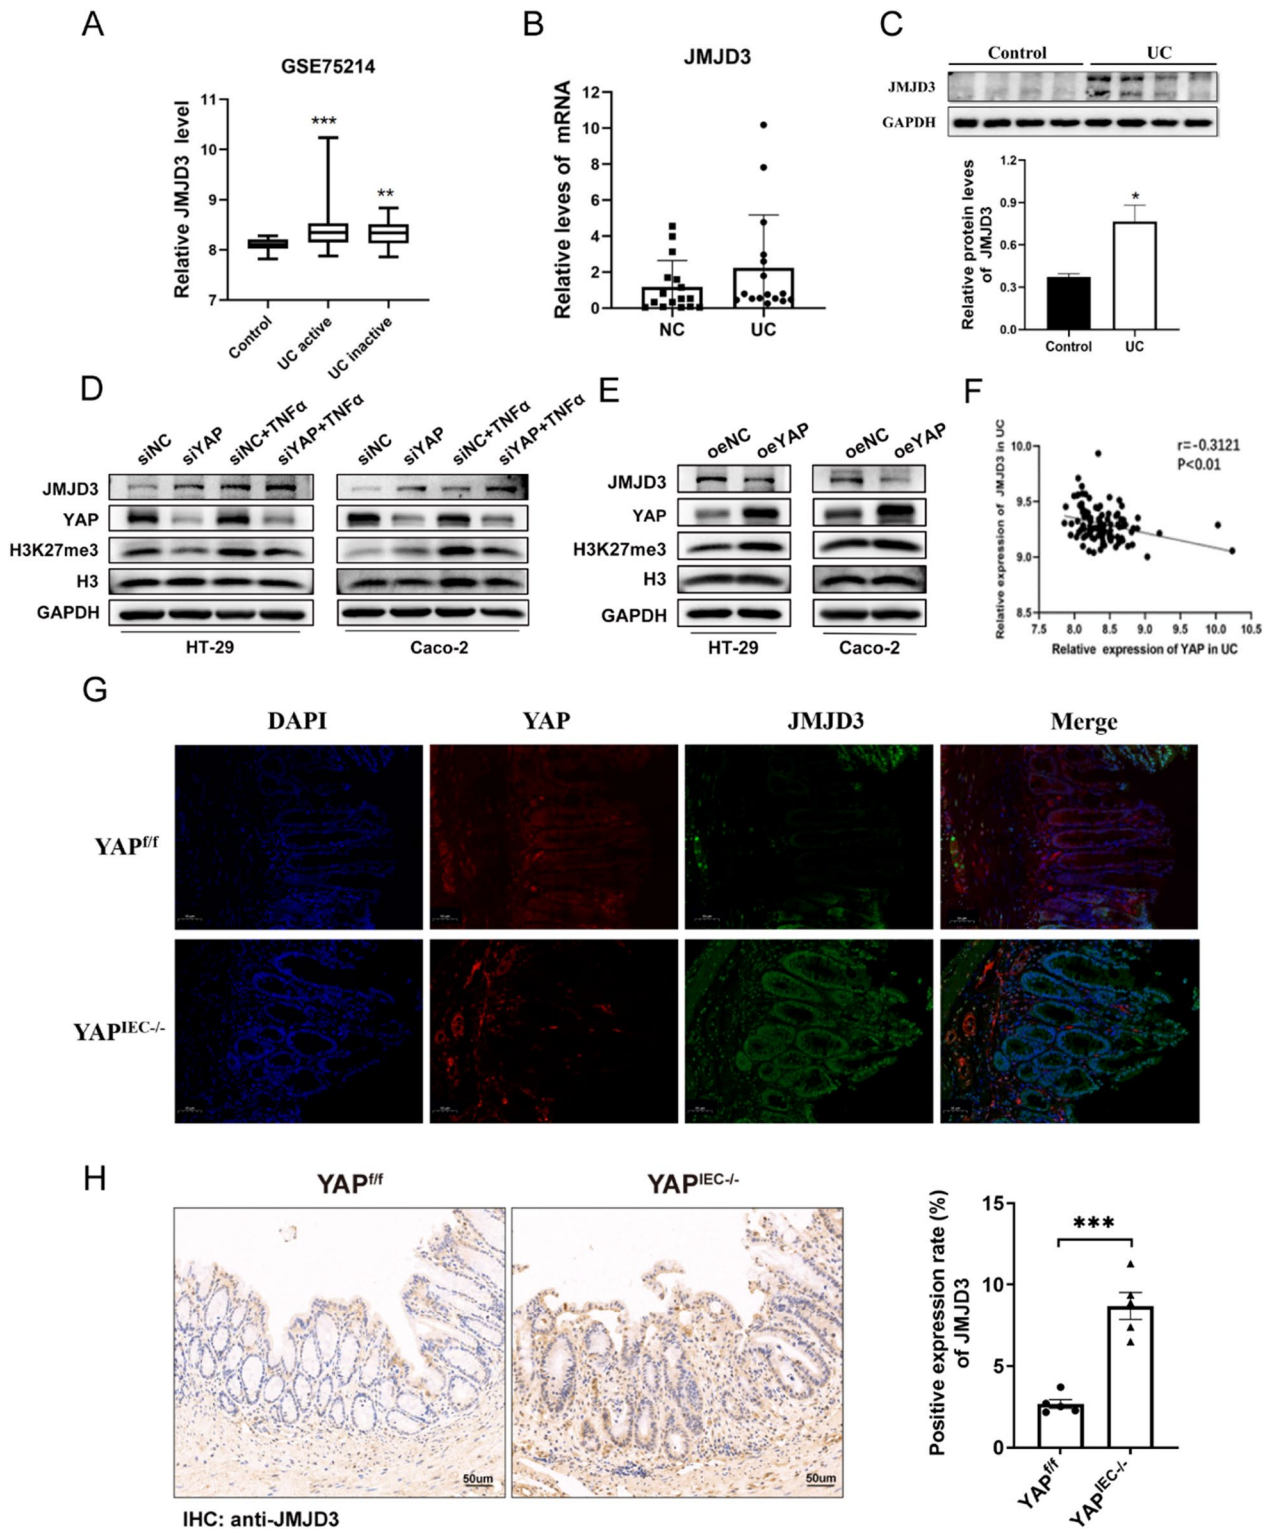 A
GSE75214
Relative JMJD3 level
11
10
9
8
7
***
**
Control
UC active
UC inactive
B
JMJD3
Relative levels of mRNA
12
10
8
6
4
2
0
NC
UC
C
Control
UC
JMJD3
GAPDH
Relative protein leves
of JMJD3
1.2
0.9
0.6
0.3
0.0
*
Control
UC
D
siNC
siYAP
siNC+TNFα
siYAP+TNFα
siNC
siYAP
siNC+TNFα
siYAP+TNFα
JMJD3
YAP
H3K27me3
H3
GAPDH
HT-29
Caco-2
E
oeNC
oeYAP
oeNC
oeYAP
JMJD3
YAP
H3K27me3
H3
GAPDH
HT-29
Caco-2
F
Relative expression of JMJD3 in UC
10.0
9.5
9.0
8.5
r=-0.3121
P<0.01
7.5
8.0
8.5
9.0
9.5
10.0
10.5
Relative expression of YAP in UC
G
DAPI
YAP
JMJD3
Merge
YAPf/f
YAPIEC-/-
H
YAPf/f
YAPIEC-/-
50um
50um
IHC: anti-JMJD3
Positive expression rate (%)
of JMJD3
15
10
5
0
***
YAPf/f
YAPIEC-/-